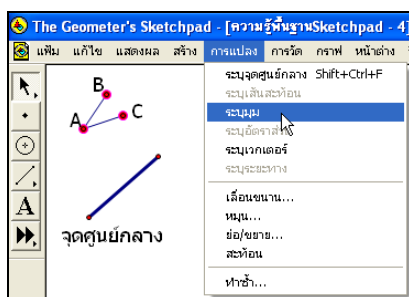 The Geometer's Sketchpad - [ความรู้พื้นฐานSketchpad - 4]
แฟ้ม แก้ไข แสดงผล สร้าง การแปลง การวัด กราฟ หน้าต่าง
ระบุจุดศูนย์กลาง Shift+Ctrl+F
ระบุเส้นสะท้อน
ระบุมุม
ระบุอัตราส่วน
ระบุเวกเตอร์
ระบุระยะทาง
เลื่อนขนาน...
หมุน...
ย่อ/ขยาย...
สะท้อน
ทำซ้ำ...
B
A
C
A
จุดศูนย์กลาง